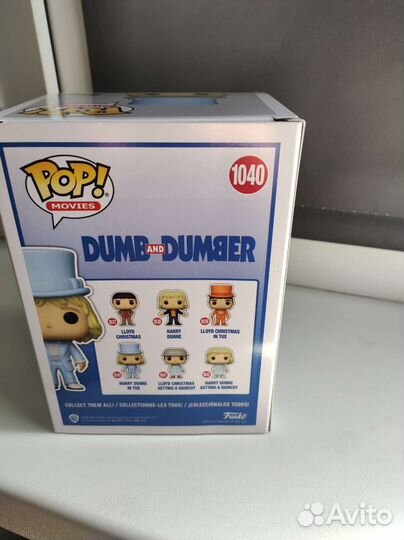 POP!
MOVIES
1040
DUMB AND DUMBER
LLOYD
CHRISTMAS
HARRY
DUNNE
LLOYD CHRISTMAS
IN TUX
HARRY DUNNE
IN TUX
LLOYD CHRISTMAS
GETTING A HAIRCUT
HARRY DUNNE
GETTING A HAIRCUT
COLLECT THEM ALL! / COLLECTIONNE-LES TOUS! / ¡COLECCIÓNALOS TODOS!
Funko
Avito